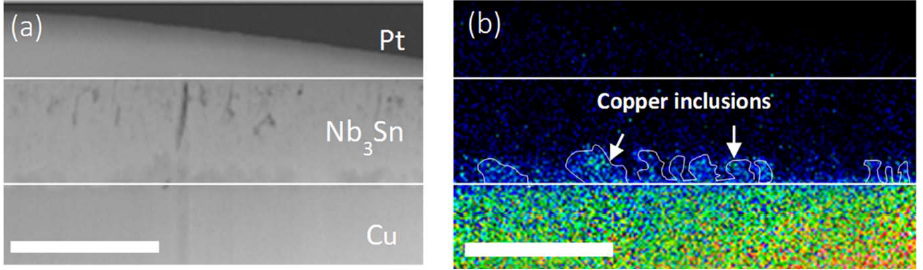 (a)
Pt
Nb₃Sn
Cu
(b)
Copper inclusions